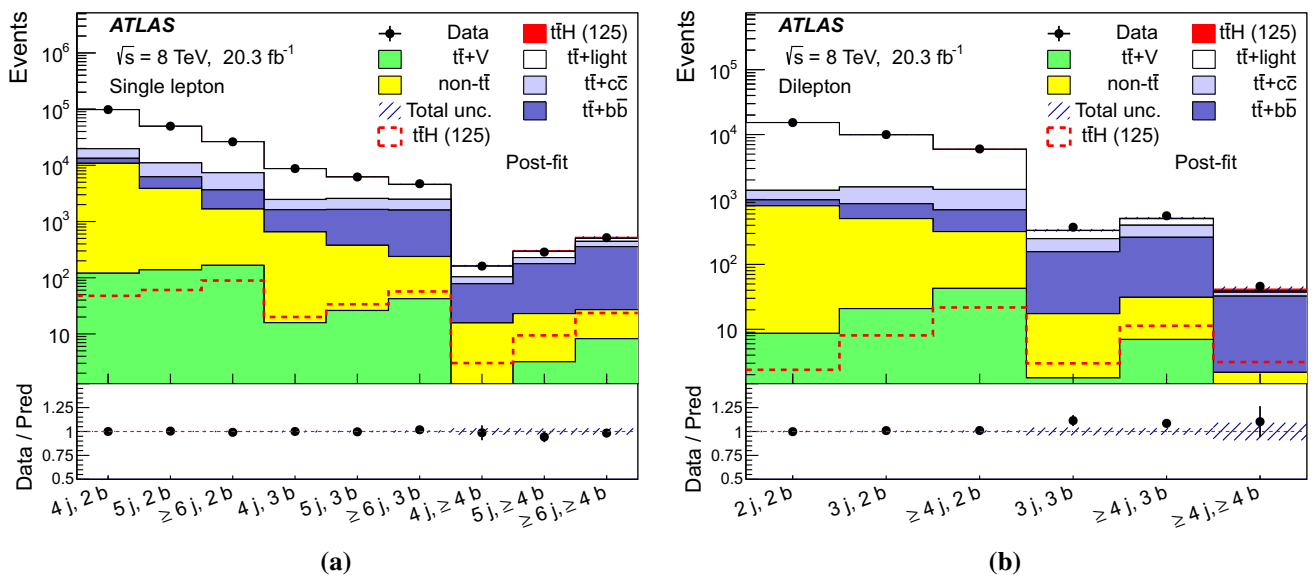 ATLAS
√s = 8 TeV, 20.3 fb⁻¹
Single lepton
Data
tt̄+V
non-tt̄
Total unc.
tt̄H (125)
tt̄H (125)
tt̄+light
tt̄+cc̄
tt̄+bb̄
Post-fit
Events
10⁶
10⁵
10⁴
10³
10²
10
Data / Pred
1.25
1
0.75
0.5
4 j, 2 b
5 j, 2 b
≥ 6 j, 2 b
4 j, 3 b
5 j, 3 b
≥ 6 j, 3 b
4 j, ≥ 4 b
5 j, ≥ 4 b
≥ 6 j, ≥ 4 b
(a)
ATLAS
√s = 8 TeV, 20.3 fb⁻¹
Dilepton
Data
tt̄+V
non-tt̄
Total unc.
tt̄H (125)
tt̄H (125)
tt̄+light
tt̄+cc̄
tt̄+bb̄
Post-fit
Events
10⁵
10⁴
10³
10²
10
Data / Pred
1.25
1
0.75
0.5
2 j, 2 b
3 j, 2 b
≥ 4 j, 2 b
3 j, 3 b
≥ 4 j, 3 b
≥ 4 j, ≥ 4 b
(b)